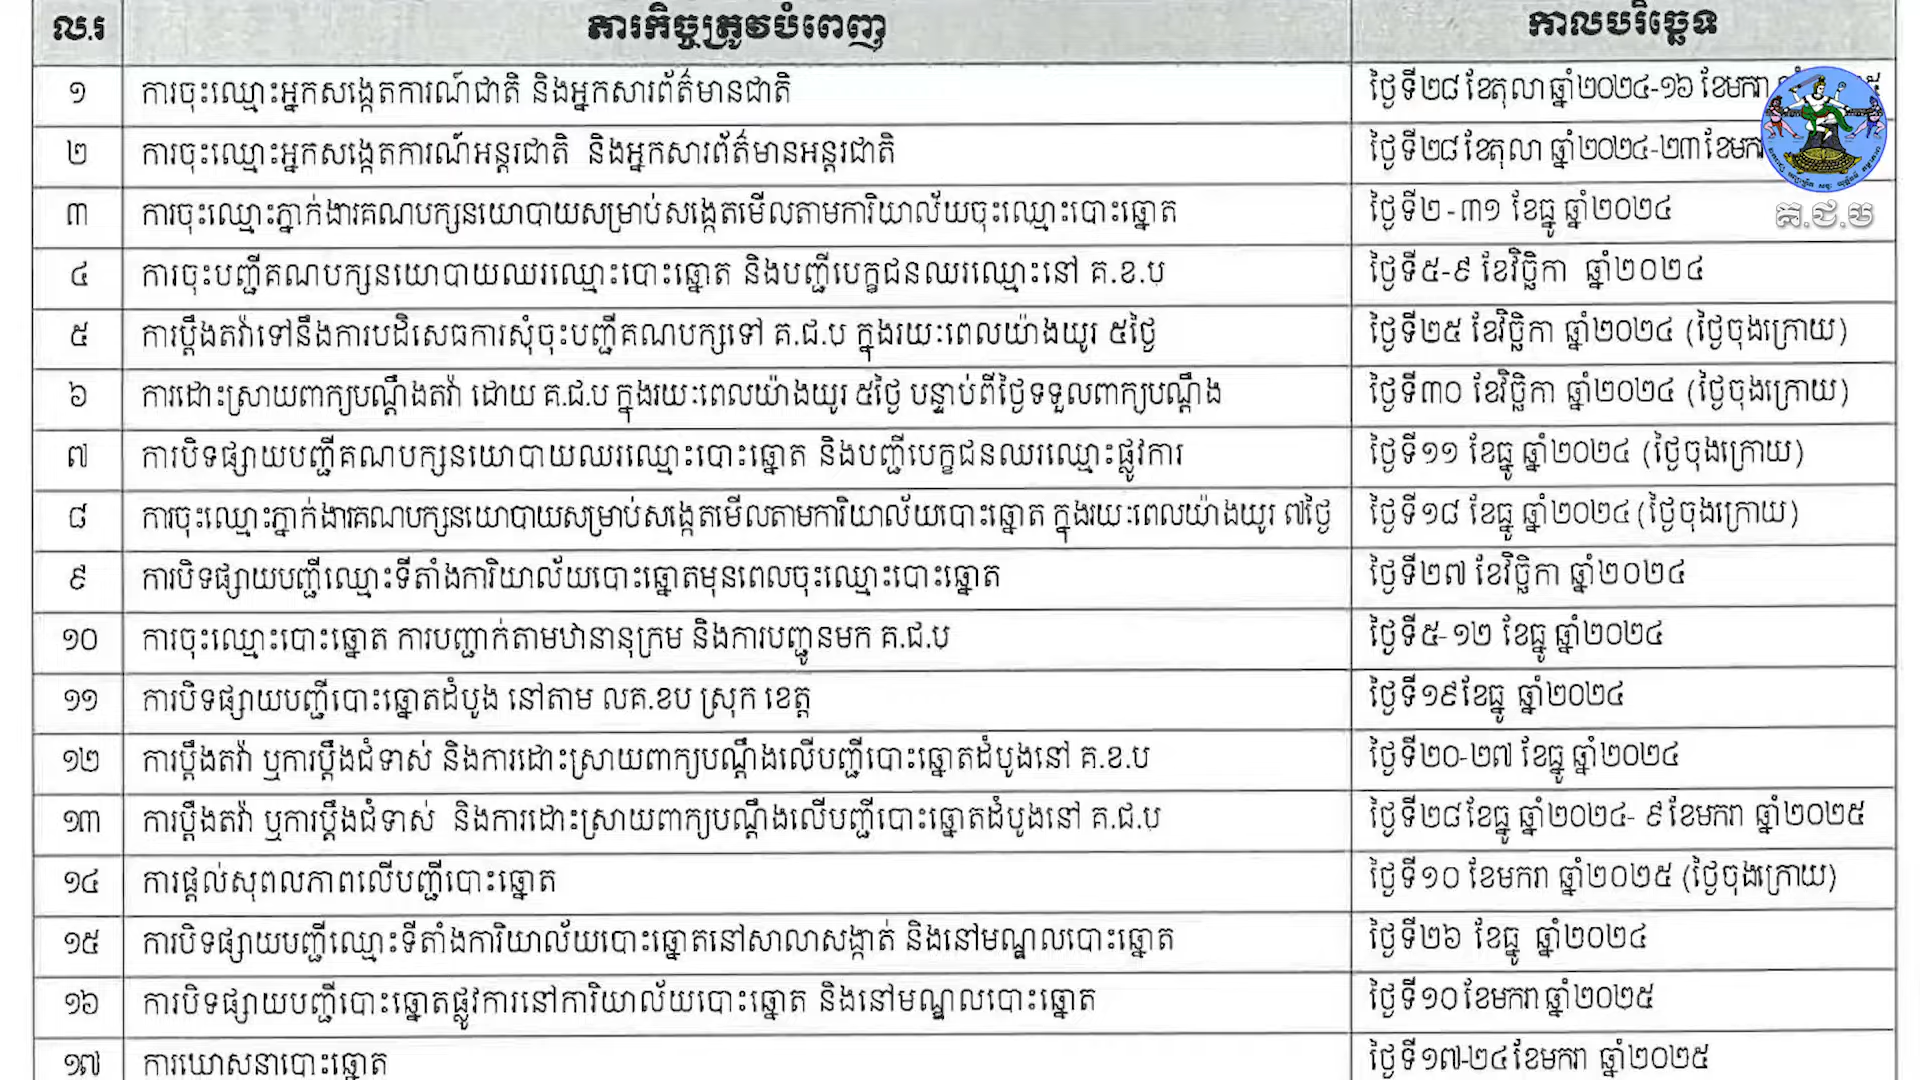 ល.រ ភារកិច្ចត្រូវបំពេញ កាលបរិច្ឆេទ
១ ការចុះឈ្មោះអ្នកសង្កេតការណ៍ជាតិ និងអ្នកសារព័ត៌មានជាតិ ថ្ងៃទី២៨ ខែតុលា ឆ្នាំ២០២៤-១៦ ខែមករា
២ ការចុះឈ្មោះអ្នកសង្កេតការណ៍អន្តរជាតិ និងអ្នកសារព័ត៌មានអន្តរជាតិ ថ្ងៃទី២៨ ខែតុលា ឆ្នាំ២០២៤-២៣ ខែមករា
៣ ការចុះឈ្មោះភ្នាក់ងារគណបក្សនយោបាយសម្រាប់សង្កេតមើលតាមការិយាល័យចុះឈ្មោះបោះឆ្នោត ថ្ងៃទី២-៣១ ខែធ្នូ ឆ្នាំ២០២៤
គ.ជ.ប
៤ ការចុះបញ្ជីគណបក្សនយោបាយឈរឈ្មោះបោះឆ្នោត និងបញ្ជីបេក្ខជនឈរឈ្មោះនៅ គ.ខ.ប ថ្ងៃទី៥-៩ ខែវិច្ឆិកា ឆ្នាំ២០២៤
៥ ការប្តឹងតវ៉ាទៅនឹងការបដិសេធការសុំចុះបញ្ជីគណបក្សទៅ គ.ជ.ប ក្នុងរយៈពេលយ៉ាងយូរ ៥ថ្ងៃ ថ្ងៃទី២៥ ខែវិច្ឆិកា ឆ្នាំ២០២៤ (ថ្ងៃចុងក្រោយ)
៦ ការដោះស្រាយពាក្យបណ្តឹងតវ៉ា ដោយ គ.ជ.ប ក្នុងរយៈពេលយ៉ាងយូរ ៥ថ្ងៃ បន្ទាប់ពីថ្ងៃទទួលពាក្យបណ្តឹង ថ្ងៃទី៣០ ខែវិច្ឆិកា ឆ្នាំ២០២៤ (ថ្ងៃចុងក្រោយ)
៧ ការបិទផ្សាយបញ្ជីគណបក្សនយោបាយឈរឈ្មោះបោះឆ្នោត និងបញ្ជីបេក្ខជនឈរឈ្មោះផ្លូវការ ថ្ងៃទី១១ ខែធ្នូ ឆ្នាំ២០២៤ (ថ្ងៃចុងក្រោយ)
៨ ការចុះឈ្មោះភ្នាក់ងារគណបក្សនយោបាយសម្រាប់សង្កេតមើលតាមការិយាល័យបោះឆ្នោត ក្នុងរយៈពេលយ៉ាងយូរ ៧ថ្ងៃ ថ្ងៃទី១៨ ខែធ្នូ ឆ្នាំ២០២៤ (ថ្ងៃចុងក្រោយ)
៩ ការបិទផ្សាយបញ្ជីឈ្មោះទីតាំងការិយាល័យបោះឆ្នោតមុនពេលចុះឈ្មោះបោះឆ្នោត ថ្ងៃទី២៧ ខែវិច្ឆិកា ឆ្នាំ២០២៤
១០ ការចុះឈ្មោះបោះឆ្នោត ការបញ្ជាក់តាមឋានានុក្រម និងការបញ្ជូនមក គ.ជ.ប ថ្ងៃទី៥-១២ ខែធ្នូ ឆ្នាំ២០២៤
១១ ការបិទផ្សាយបញ្ជីបោះឆ្នោតដំបូង នៅតាម លគ.ខប ស្រុក ខេត្ត ថ្ងៃទី១៩ ខែធ្នូ ឆ្នាំ២០២៤
១២ ការប្តឹងតវ៉ា ឬការប្តឹងជំទាស់ និងការដោះស្រាយពាក្យបណ្តឹងលើបញ្ជីបោះឆ្នោតដំបូងនៅ គ.ខ.ប ថ្ងៃទី២០-២៧ ខែធ្នូ ឆ្នាំ២០២៤
១៣ ការប្តឹងតវ៉ា ឬការប្តឹងជំទាស់ និងការដោះស្រាយពាក្យបណ្តឹងលើបញ្ជីបោះឆ្នោតដំបូងនៅ គ.ជ.ប ថ្ងៃទី២៨ ខែធ្នូ ឆ្នាំ២០២៤- ៩ ខែមករា ឆ្នាំ២០២៥
១៤ ការផ្តល់សុពលភាពលើបញ្ជីបោះឆ្នោត ថ្ងៃទី១០ ខែមករា ឆ្នាំ២០២៥ (ថ្ងៃចុងក្រោយ)
១៥ ការបិទផ្សាយបញ្ជីឈ្មោះទីតាំងការិយាល័យបោះឆ្នោតនៅសាលាសង្កាត់ និងនៅមណ្ឌលបោះឆ្នោត ថ្ងៃទី២៦ ខែធ្នូ ឆ្នាំ២០២៤
១៦ ការបិទផ្សាយបញ្ជីបោះឆ្នោតផ្លូវការនៅការិយាល័យបោះឆ្នោត និងនៅមណ្ឌលបោះឆ្នោត ថ្ងៃទី១០ ខែមករា ឆ្នាំ២០២៥
១៧ ការឃោសនាបោះឆ្នោត ថ្ងៃទី១៧-២៤ ខែមករា ឆ្នាំ២០២៥